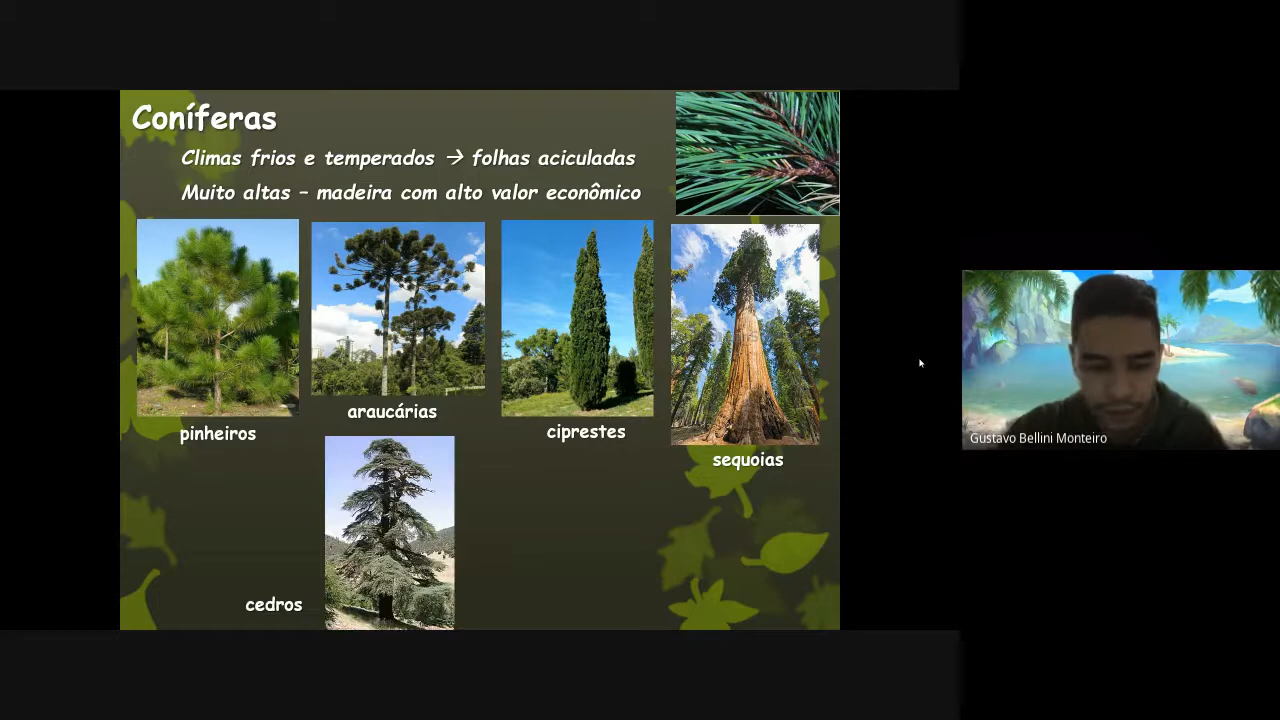 Coníferas
Climas frios e temperados → folhas aciculadas
Muito altas – madeira com alto valor econômico
pinheiros
araucárias
ciprestes
sequoias
cedros
Gustavo Bellini Monteiro